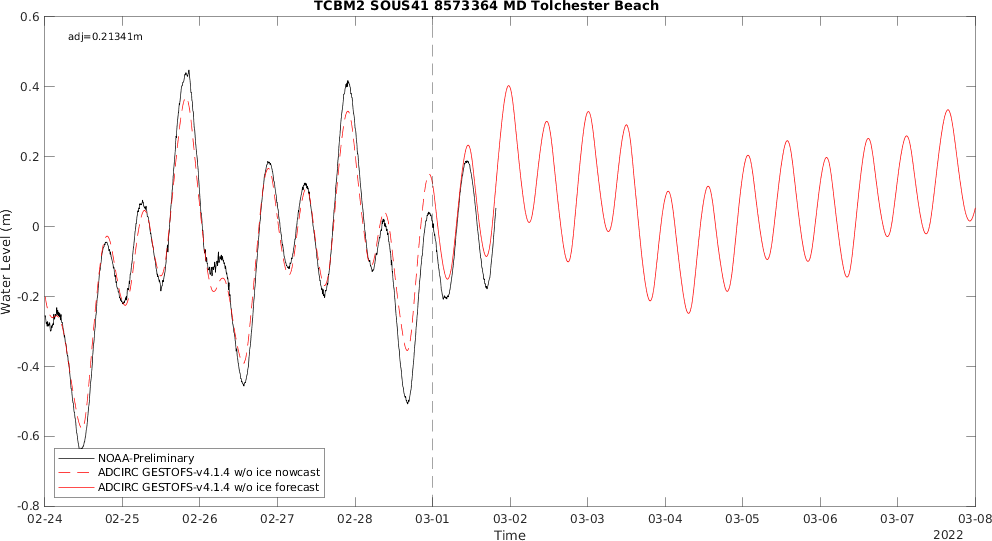 TCBM2 SOUS41 8573364 MD Tolchester Beach
adj=0.21341m
0.6
0.4
0.2
0
-0.2
-0.4
-0.6
-0.8
Water Level (m)
NOAA-Preliminary
ADCIRC GESTOFS-v4.1.4 w/o ice nowcast
ADCIRC GESTOFS-v4.1.4 w/o ice forecast
02-24 02-25 02-26 02-27 02-28 03-01 03-02 03-03 03-04 03-05 03-06 03-07 03-08
Time
2022